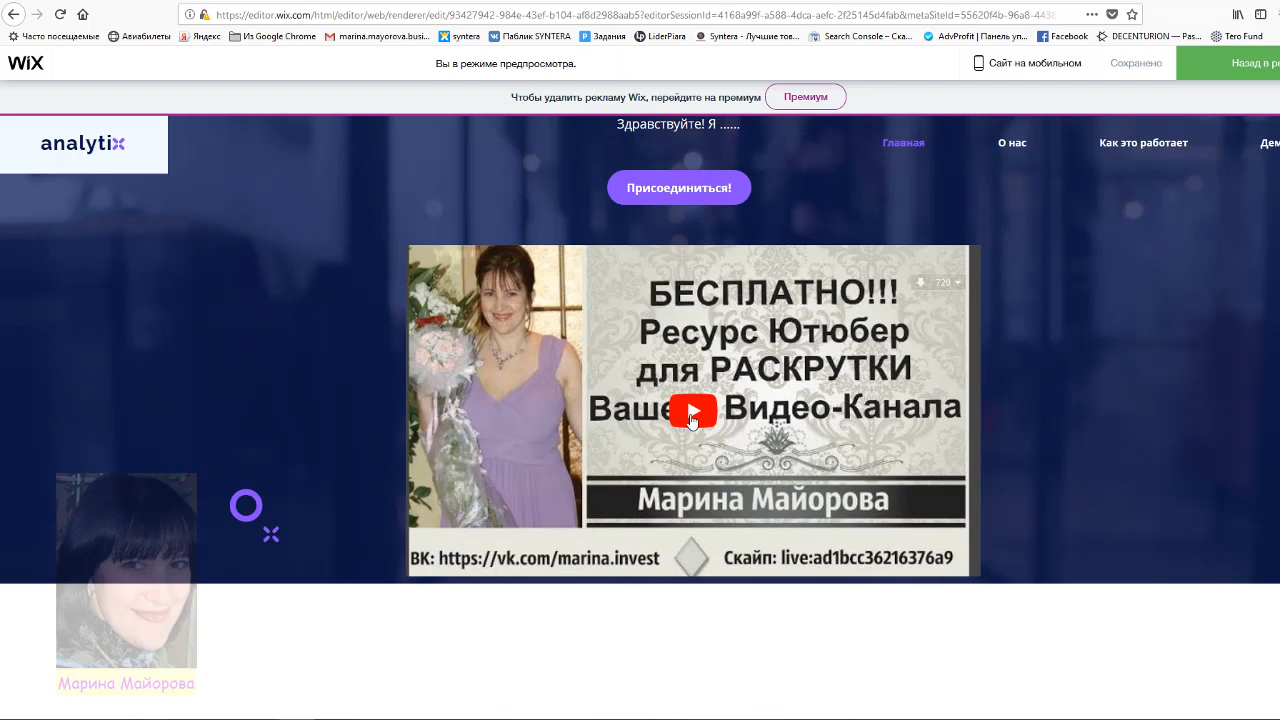 https://editor.wix.com/html/editor/web/renderer/edit/93427942-984e-43ef-b104-af8d2988aab5?editorSessionId=4168a99f-a588-4dca-aefc-2f25145d4fab&metaSiteId=55620f4b-96a8-443
Часто посещаемые Авиабилеты Яндекс Из Google Chrome marina.mayorova.busi... syntera Паблик SYNTERA Задания LiderPiara Syntera - Лучшие тов... Search Console - Ска... AdvProfit | Панель уп... Facebook DECENTURION — Рас... Tero Fund
WiX
Вы в режиме предпросмотра.
Сайт на мобильном
Сохранено
Назад в ре
Чтобы удалить рекламу Wix, перейдите на премиум
Премиум
Здравствуйте! Я ......
analytix
Главная
О нас
Как это работает
Дем
Присоединиться!
720
БЕСПЛАТНО!!!
Ресурс Ютюбер
для РАСКРУТКИ
Ваше Видео-Канала
Марина Майорова
ВК: https://vk.com/marina.invest
Скайп: live:ad1bcc36216376a9
Марина Майорова